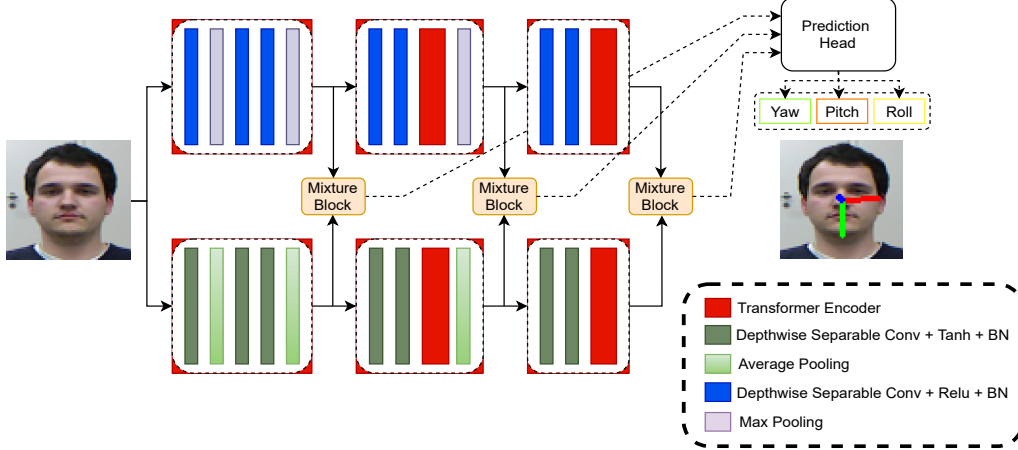 Prediction
Head
Yaw
Pitch
Roll
Mixture
Block
Mixture
Block
Mixture
Block
Transformer Encoder
Depthwise Separable Conv + Tanh + BN
Average Pooling
Depthwise Separable Conv + Relu + BN
Max Pooling